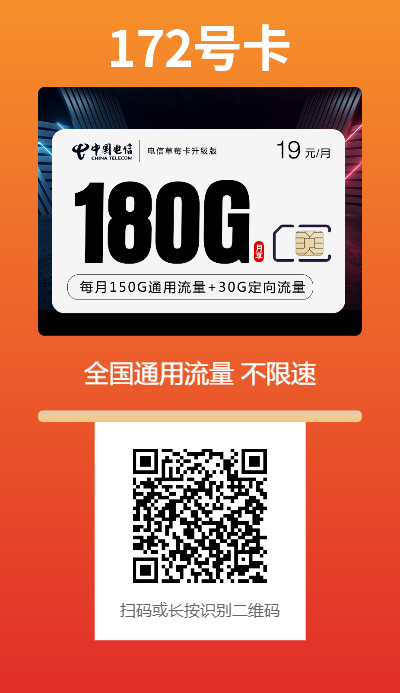 172号卡
中国电信
CHINA TELECOM
电信草莓卡升级版
19元/月
180G
月享
每月150G通用流量+30G定向流量
全国通用流量 不限速
扫码或长按识别二维码